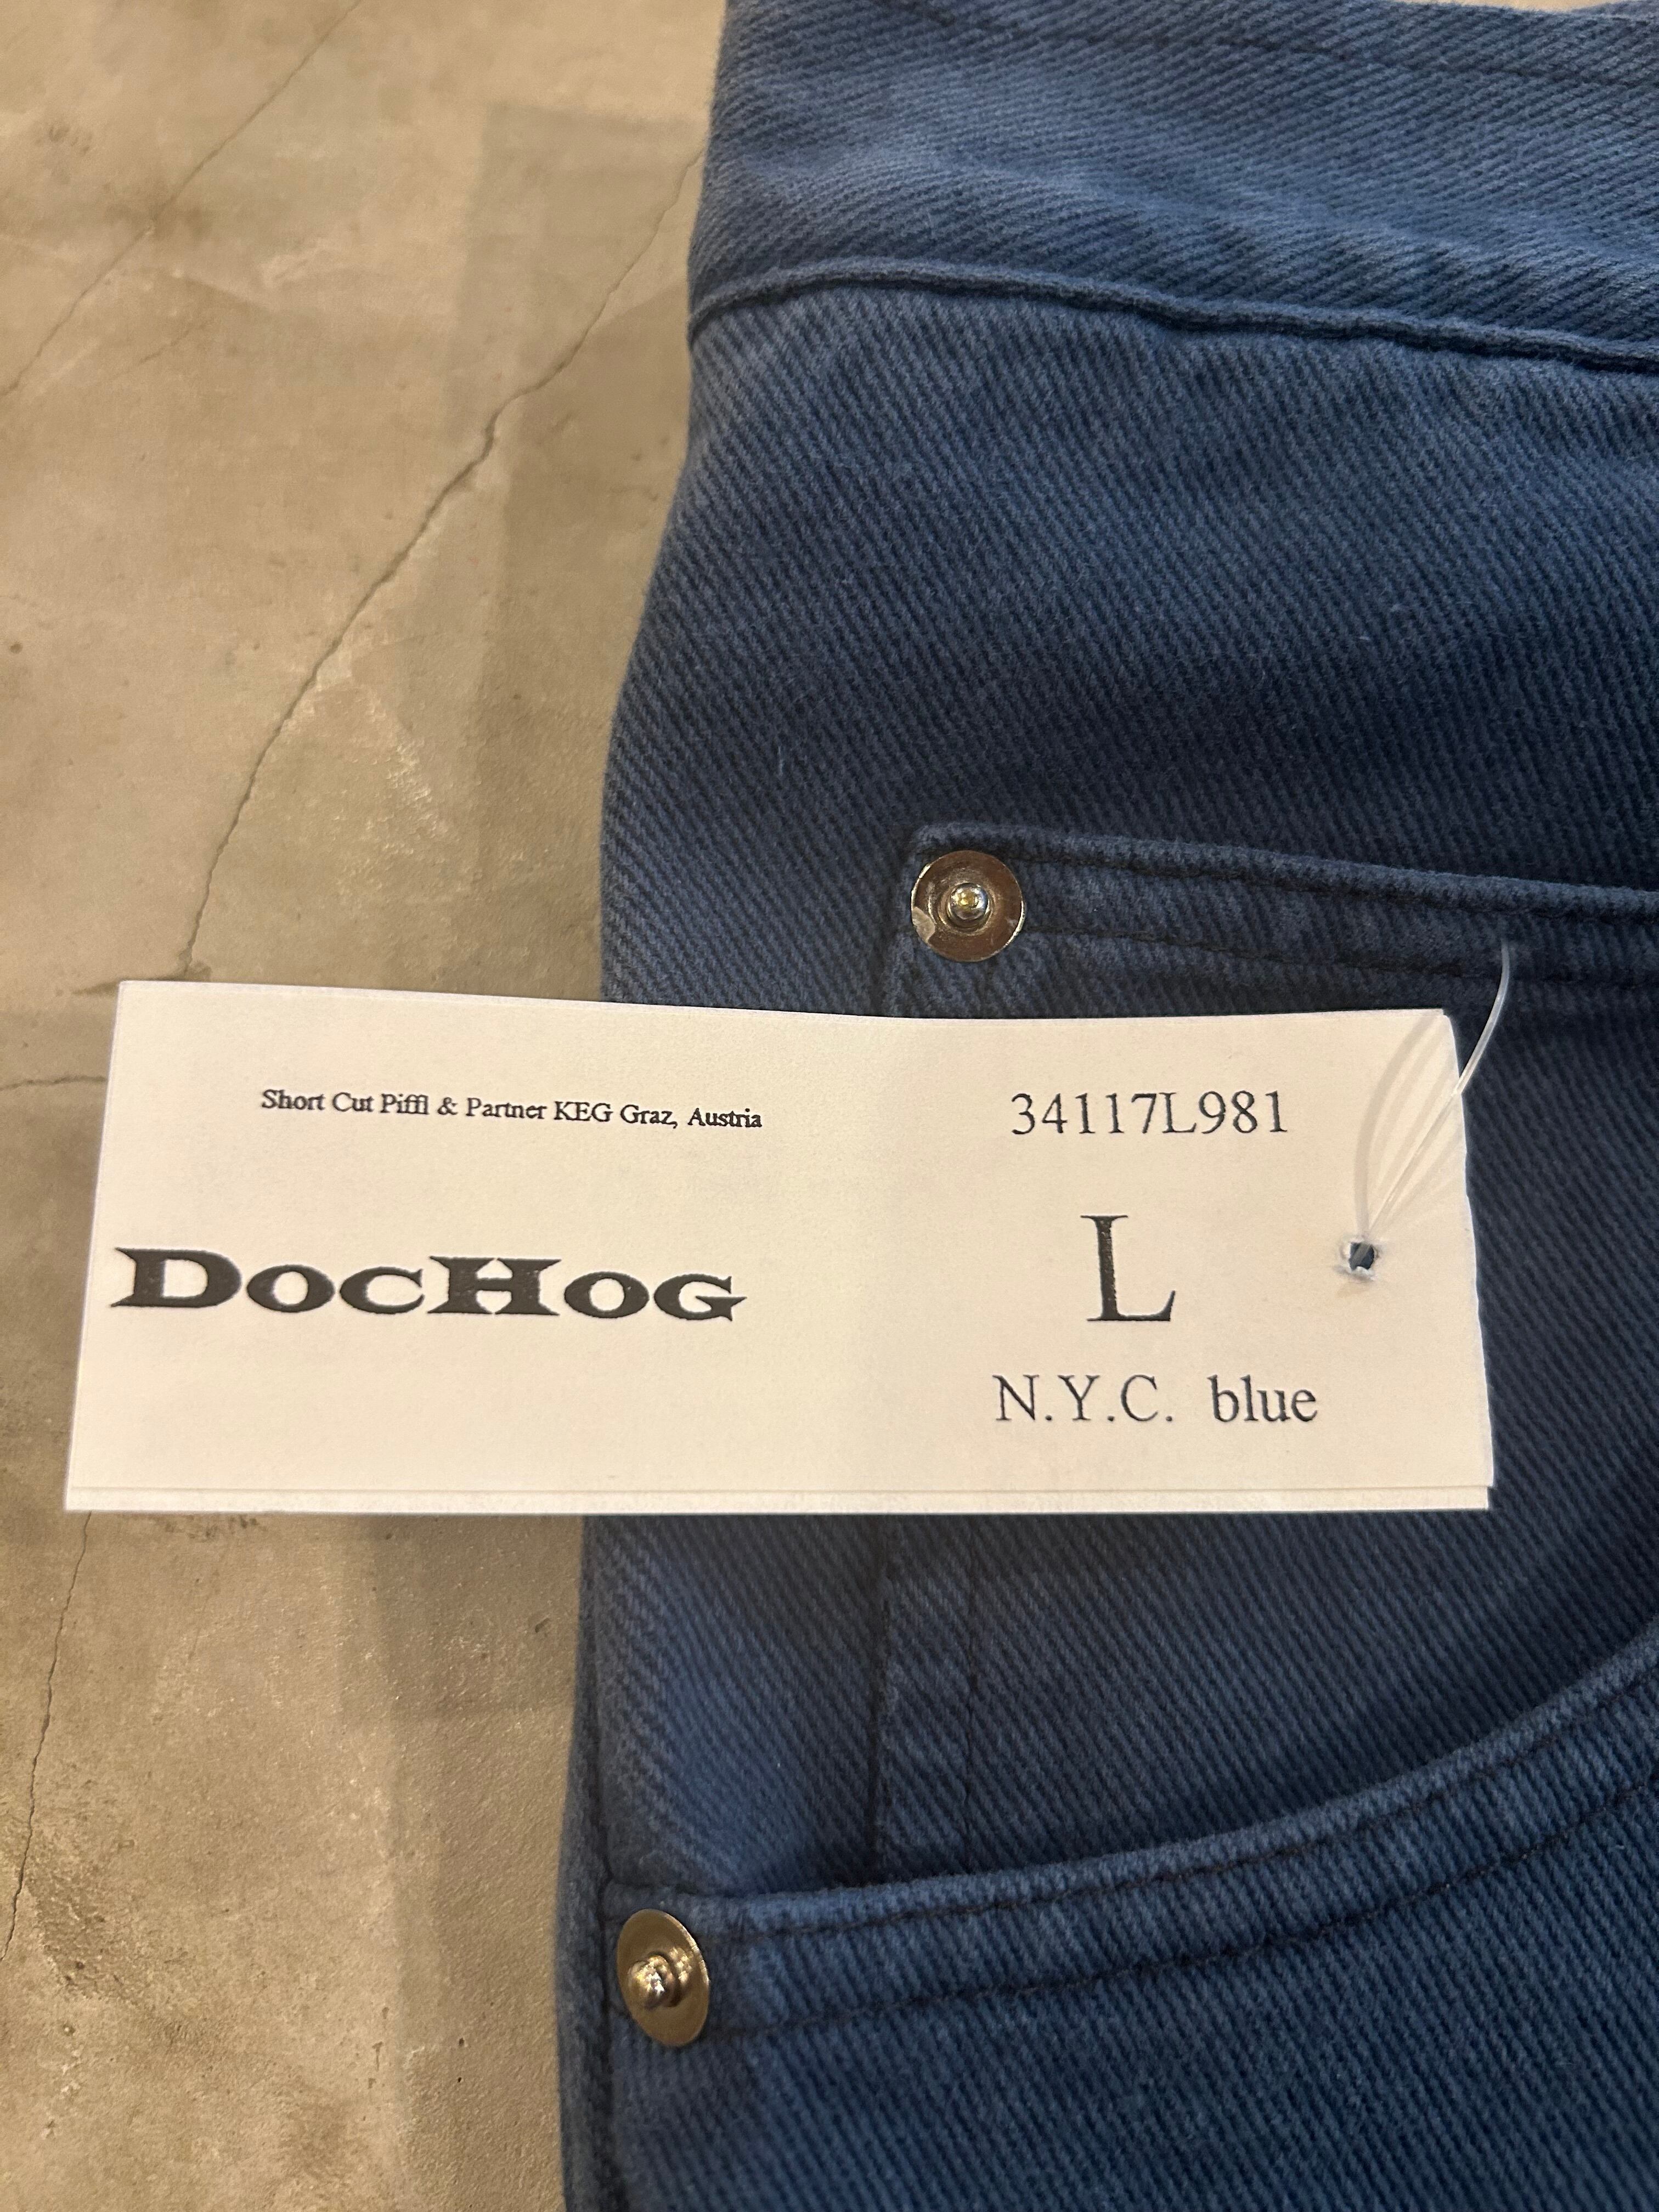 Short Cut Piffl & Partner KEG Graz, Austria
34117L981
DOCHOG
L
N.Y.C. blue